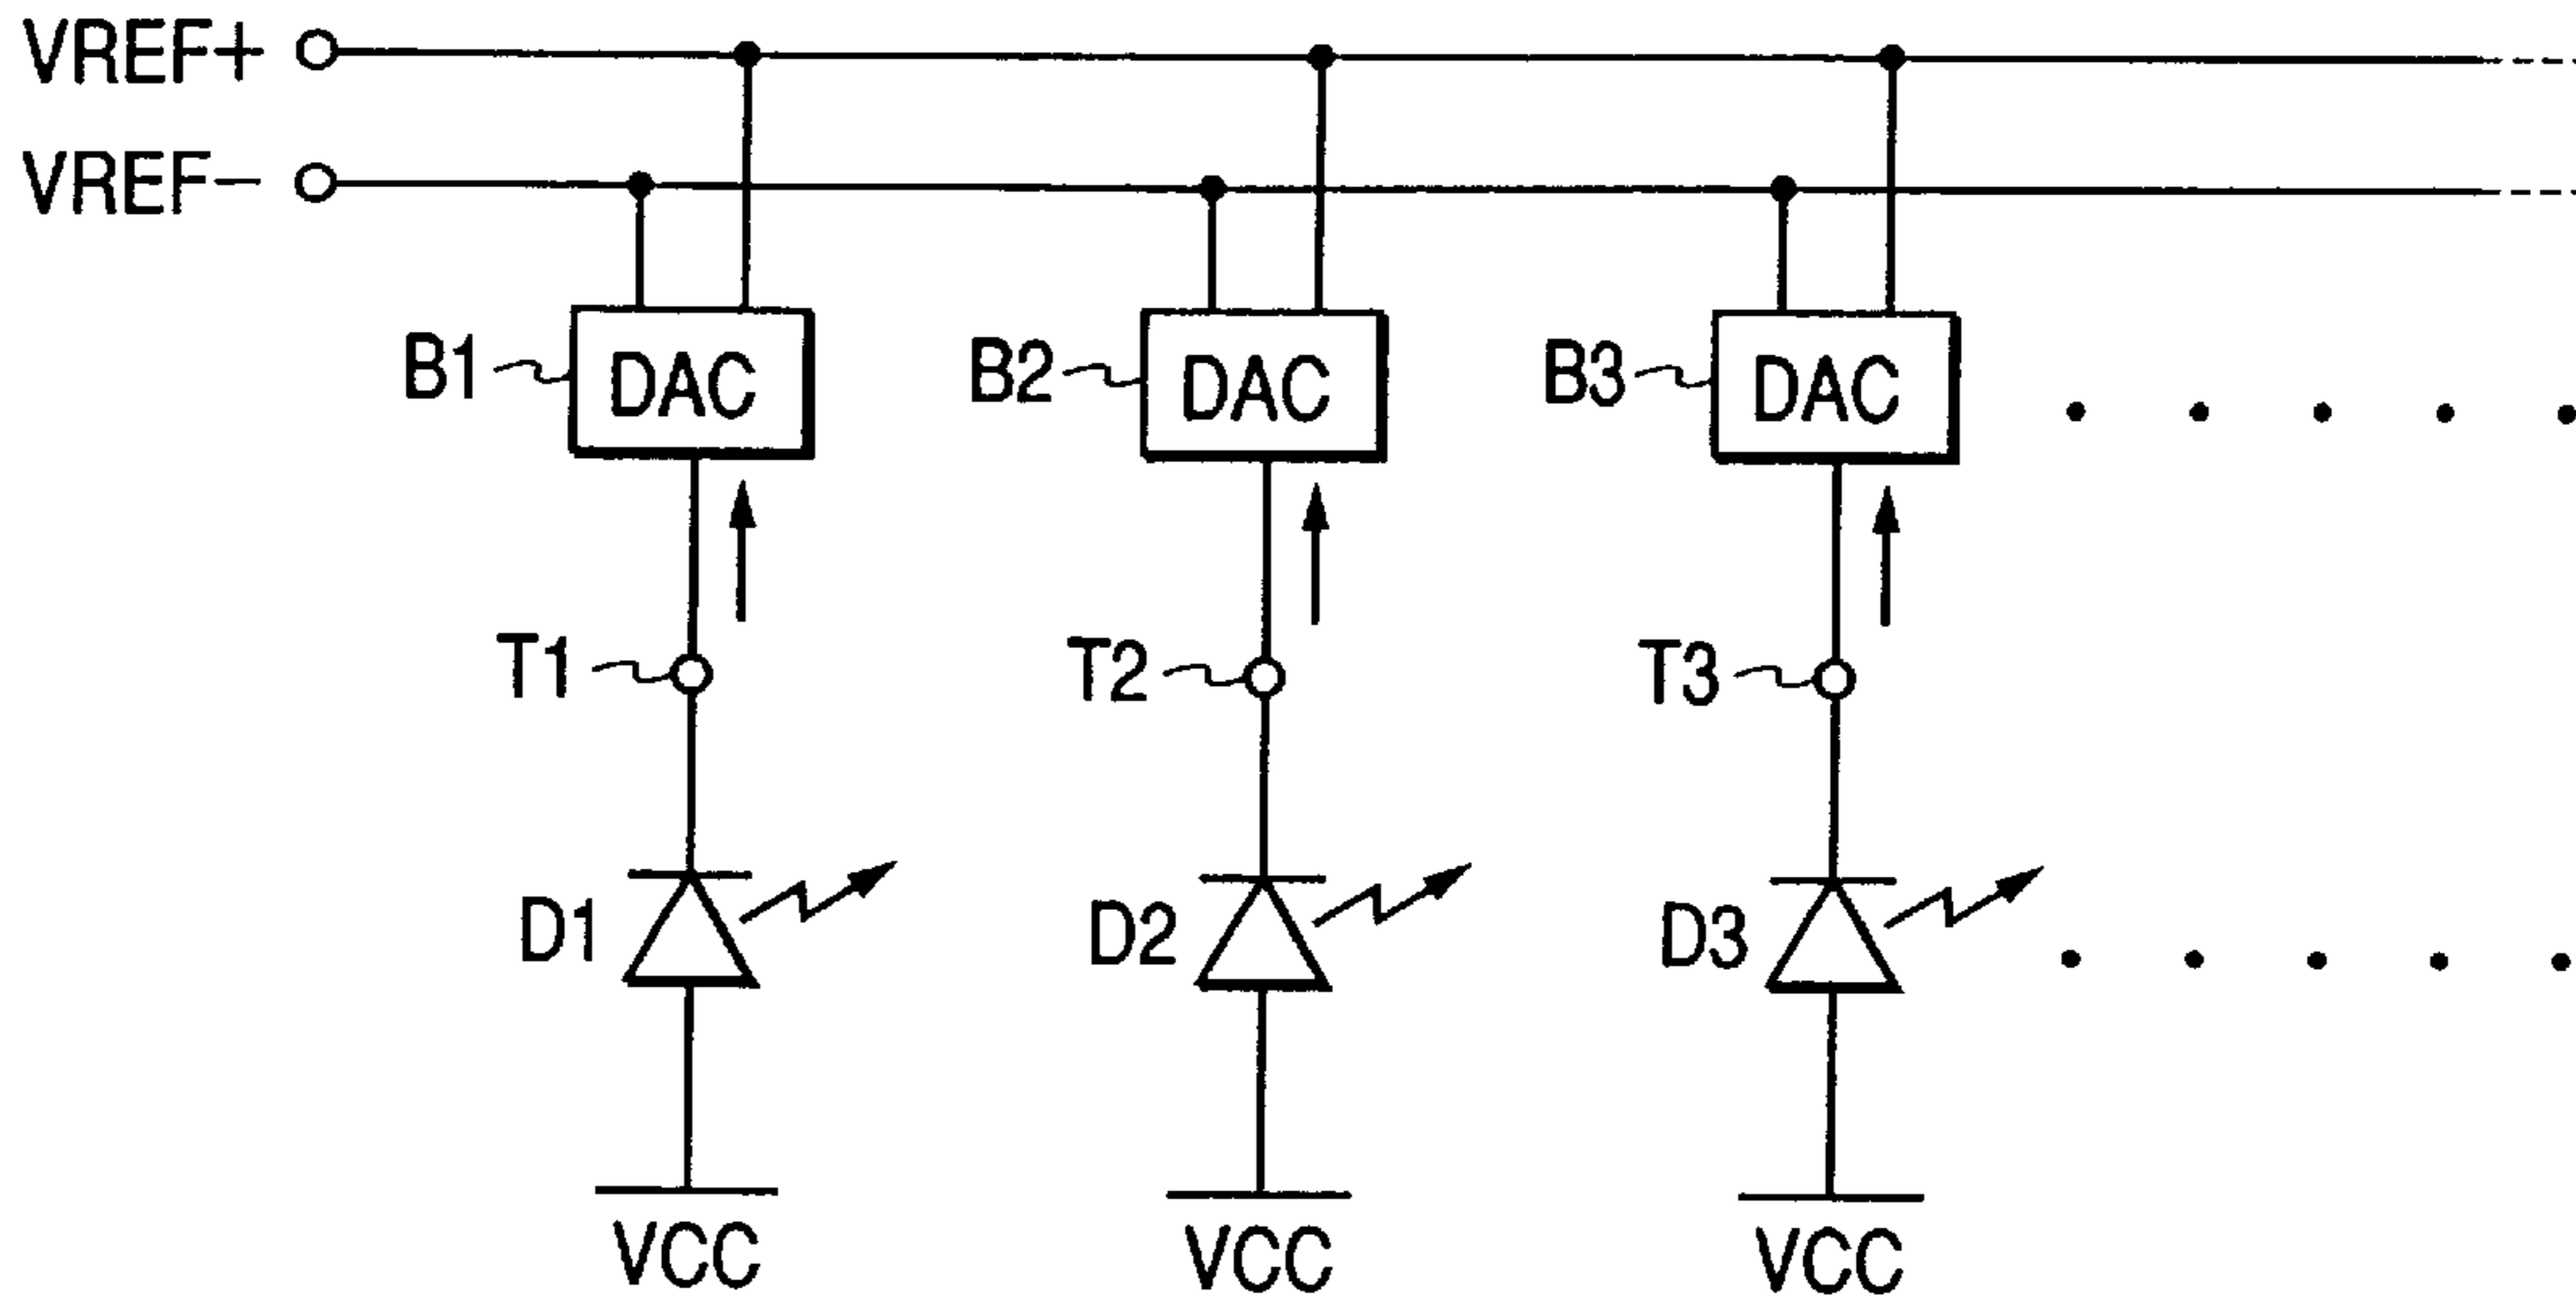 VREF+
VREF-
B1 DAC B2 DAC B3 DAC
T1 T2 T3
D1 D2 D3
VCC VCC VCC